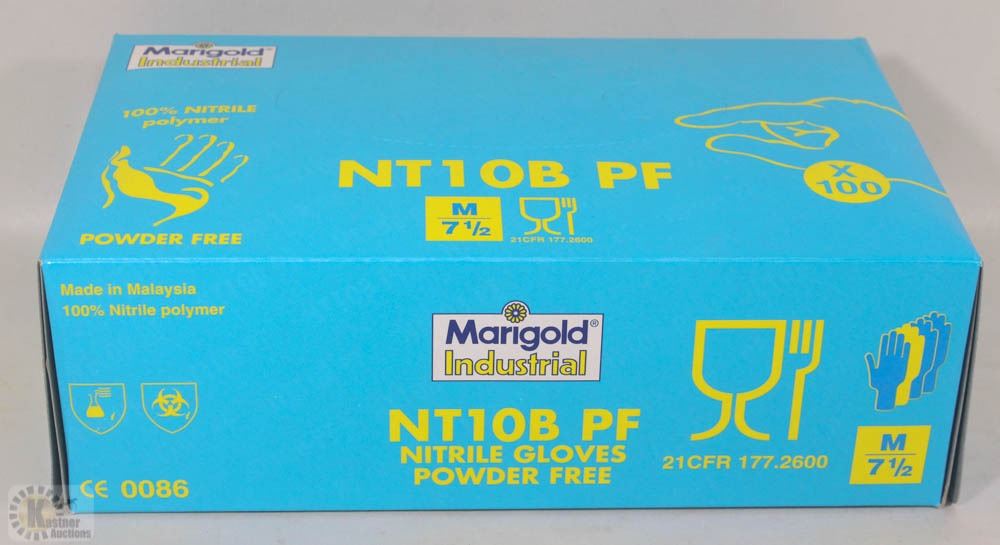 Marigold®
Industrial
100% NITRILE
polymer
POWDER FREE
NT10B PF
M
7 1/2
21CFR 177.2600
X
100
Made in Malaysia
100% Nitrile polymer
CE 0086
Marigold®
Industrial
NT10B PF
NITRILE GLOVES
POWDER FREE
21CFR 177.2600
M
7 1/2
Kastner
Auctions